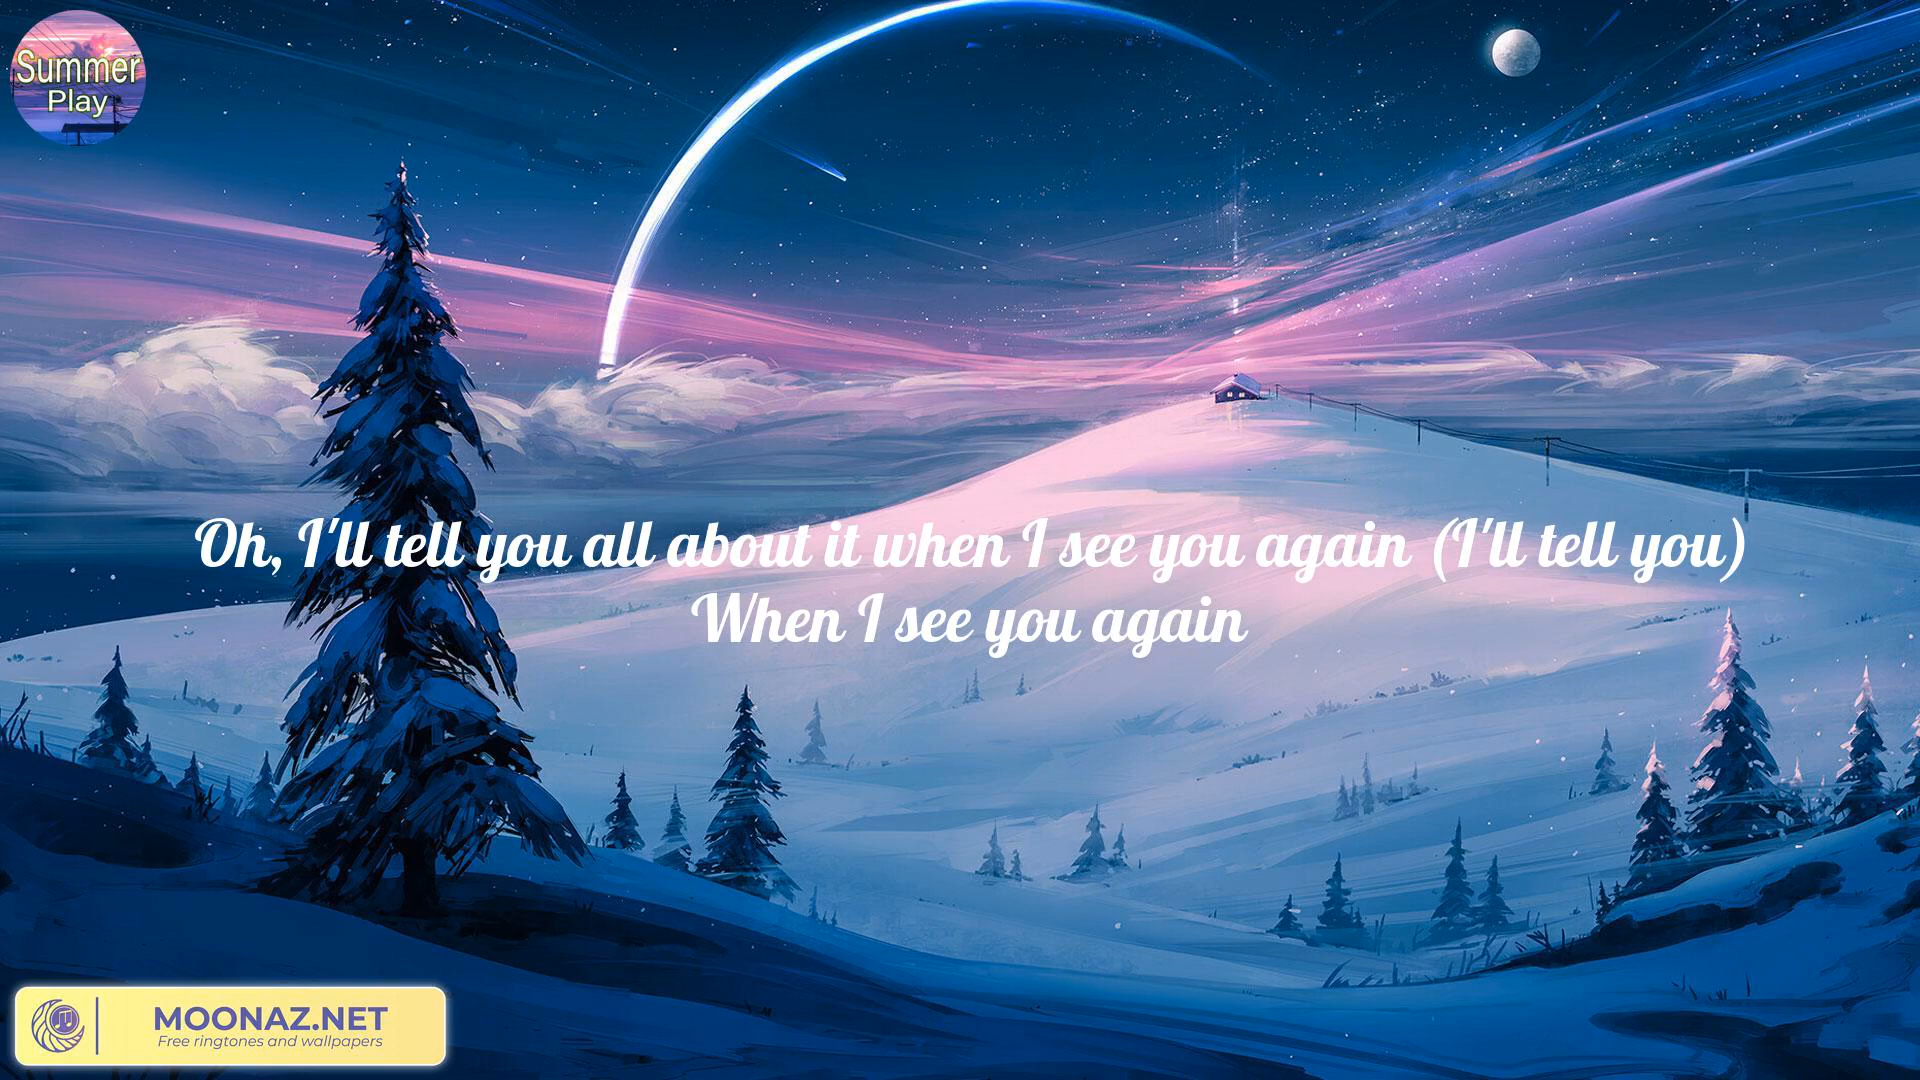 Summer
Play
Oh, I'll tell you all about it when I see you again (I'll tell you)
When I see you again
MOONAZ.NET
Free ringtones and wallpapers